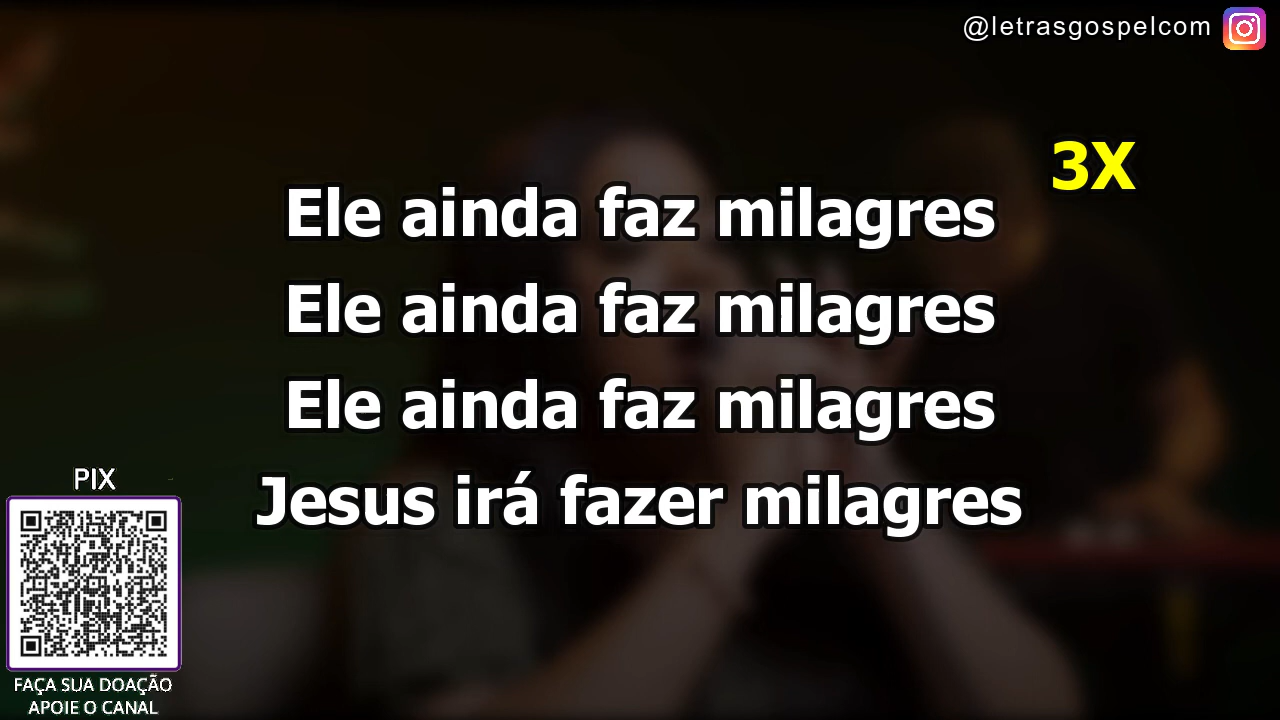 @letrasgospelcom
3X
Ele ainda faz milagres
Ele ainda faz milagres
Ele ainda faz milagres
Jesus irá fazer milagres
PIX
FAÇA SUA DOAÇÃO
APOIE O CANAL